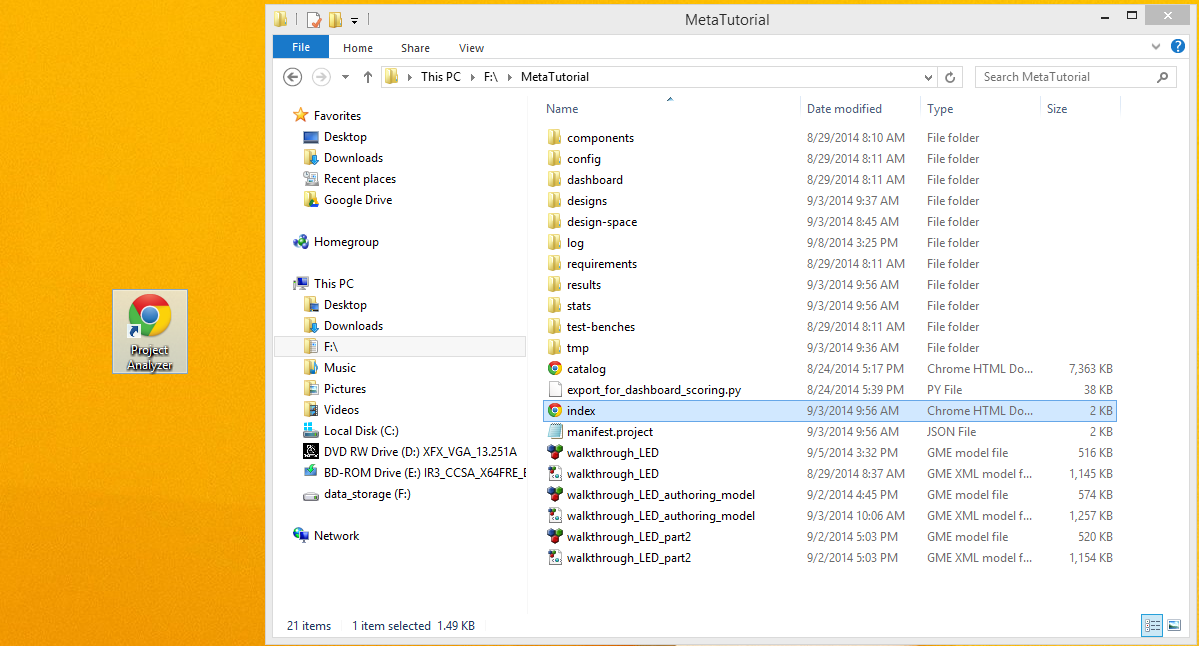 MetaTutorial
File Home Share View
This PC F:\ MetaTutorial Search MetaTutorial
Name Date modified Type Size
Favorites
Desktop
Downloads
Recent places
Google Drive
Homegroup
This PC
Desktop
Downloads
F:\
Music
Pictures
Videos
Local Disk (C:)
DVD RW Drive (D:) XFX_VGA_13.251A
BD-ROM Drive (E:) IR3_CCSA_X64FRE_E
data_storage (F:)
Network
components 8/29/2014 8:10 AM File folder
config 8/29/2014 8:11 AM File folder
dashboard 8/29/2014 8:11 AM File folder
designs 9/3/2014 9:37 AM File folder
design-space 9/3/2014 8:45 AM File folder
log 9/8/2014 3:25 PM File folder
requirements 8/29/2014 8:11 AM File folder
results 9/3/2014 9:56 AM File folder
stats 9/3/2014 9:56 AM File folder
test-benches 8/29/2014 8:11 AM File folder
tmp 9/3/2014 9:36 AM File folder
catalog 8/24/2014 5:17 PM Chrome HTML Do... 7,363 KB
export_for_dashboard_scoring.py 8/24/2014 5:39 PM PY File 38 KB
index 9/3/2014 9:56 AM Chrome HTML Do... 2 KB
manifest.project 9/3/2014 9:56 AM JSON File 2 KB
walkthrough_LED 9/5/2014 3:32 PM GME model file 516 KB
walkthrough_LED 8/29/2014 8:37 AM GME XML model f... 1,145 KB
walkthrough_LED_authoring_model 9/2/2014 4:45 PM GME model file 574 KB
walkthrough_LED_authoring_model 9/3/2014 10:06 AM GME XML model f... 1,257 KB
walkthrough_LED_part2 9/2/2014 5:03 PM GME model file 520 KB
walkthrough_LED_part2 9/2/2014 5:03 PM GME XML model f... 1,154 KB
21 items 1 item selected 1.49 KB
Project
Analyzer